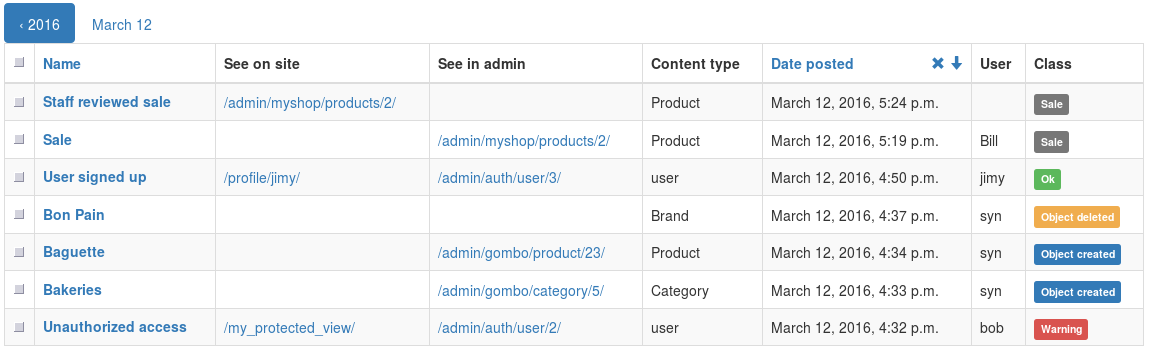 ‹ 2016 March 12
Name See on site See in admin Content type Date posted User Class
Staff reviewed sale /admin/myshop/products/2/ Product March 12, 2016, 5:24 p.m. Sale
Sale /admin/myshop/products/2/ Product March 12, 2016, 5:19 p.m. Bill Sale
User signed up /profile/jimy/ /admin/auth/user/3/ user March 12, 2016, 4:50 p.m. jimy Ok
Bon Pain Brand March 12, 2016, 4:37 p.m. syn Object deleted
Baguette /admin/gombo/product/23/ Product March 12, 2016, 4:34 p.m. syn Object created
Bakeries /admin/gombo/category/5/ Category March 12, 2016, 4:33 p.m. syn Object created
Unauthorized access /my_protected_view/ /admin/auth/user/2/ user March 12, 2016, 4:32 p.m. bob Warning